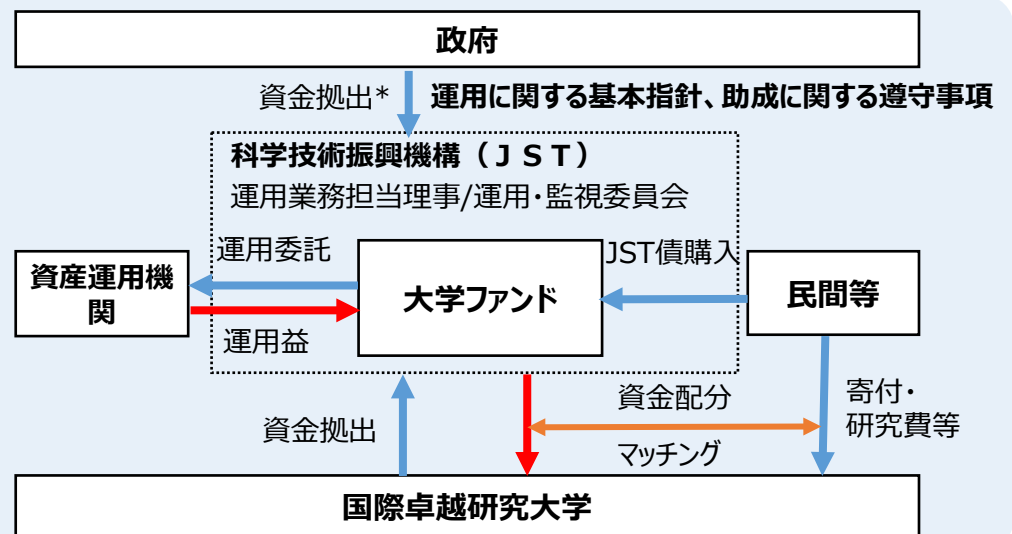 政府
資金拠出*
運用に関する基本指針、助成に関する遵守事項
科学技術振興機構（ＪＳＴ）
運用業務担当理事/運用・監視委員会
運用委託
JST債購入
資産運用機
関
大学ファンド
民間等
運用益
資金拠出
資金配分
マッチング
寄付・
研究費等
国際卓越研究大学